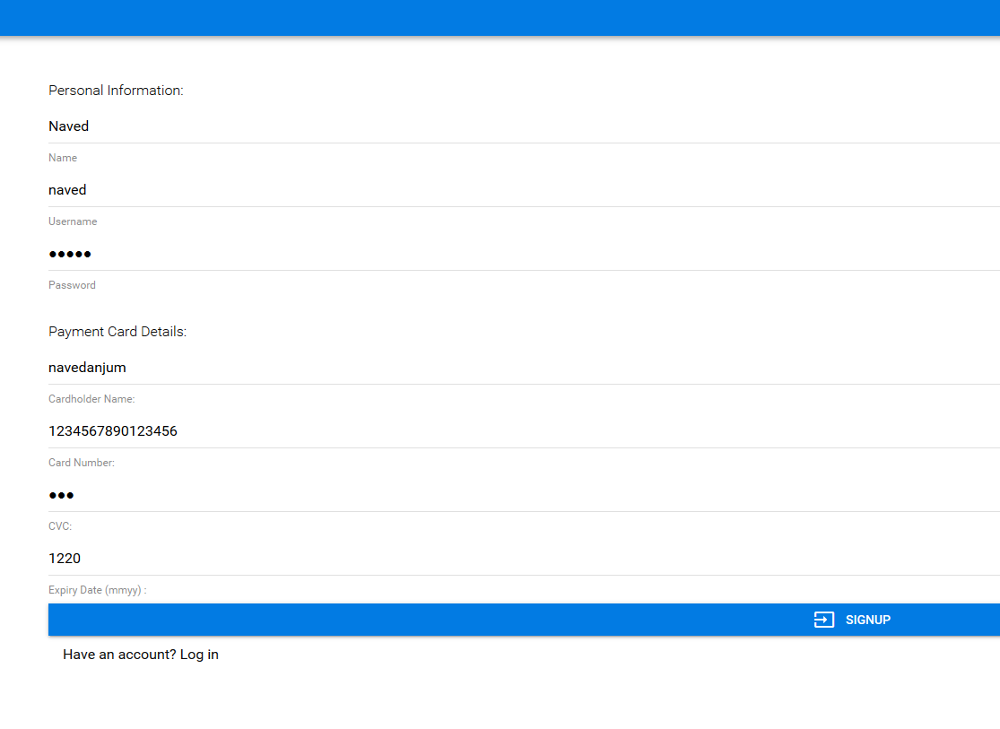 Personal Information:
Naved
Name
naved
Username
●●●●●
Password
Payment Card Details:
navedanjum
Cardholder Name:
1234567890123456
Card Number:
●●●
CVC:
1220
Expiry Date (mmyy) :
SIGNUP
Have an account? Log in